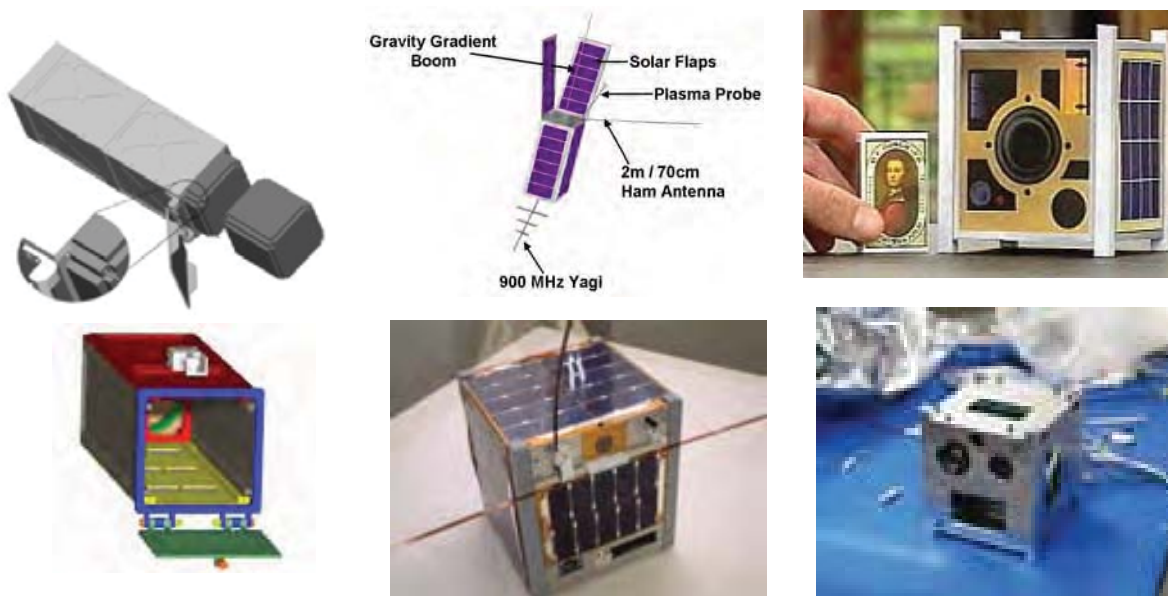 Gravity Gradient
Boom
Solar Flaps
Plasma Probe
2m / 70cm
Ham Antenna
900 MHz Yagi